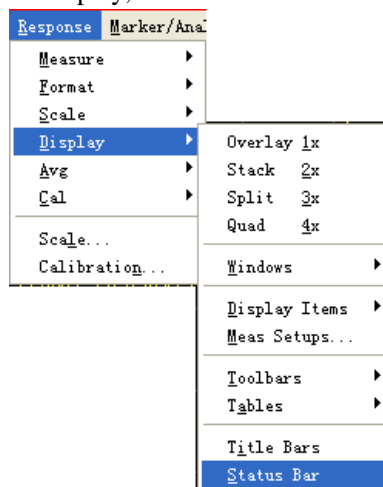 Response Marker/Ana
Measure
Format
Scale
Display
Avg
Cal
Scale...
Calibration...
Overlay 1x
Stack 2x
Split 3x
Quad 4x
Windows
Display Items
Meas Setups...
Toolbars
Tables
Title Bars
Status Bar